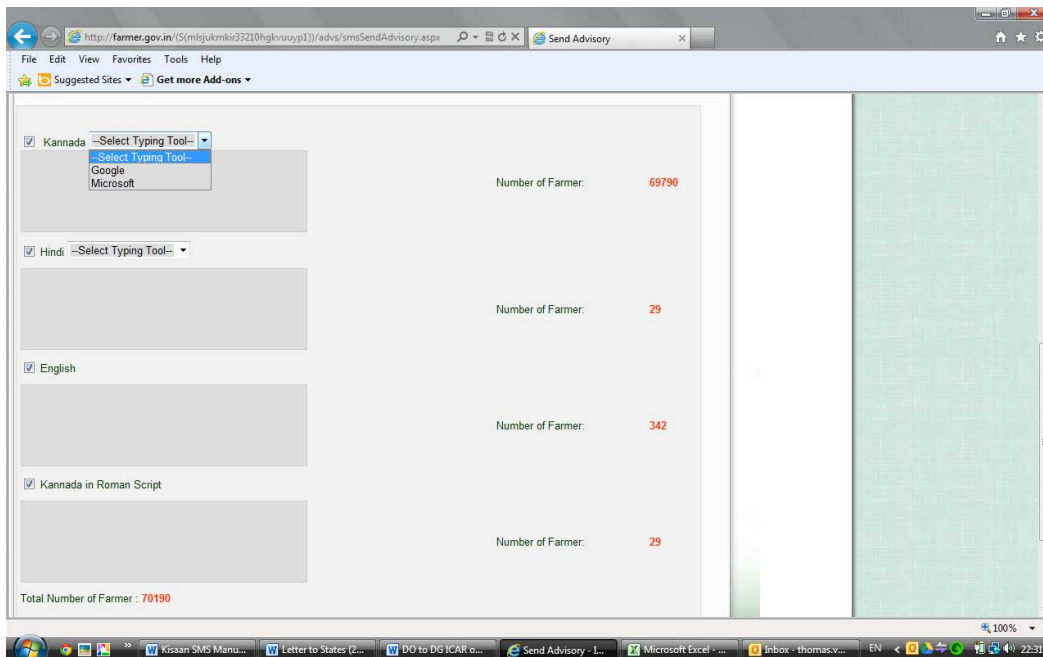 http://farmer.gov.in/(S(mlsjukmkir33210hgkvuuyp1))/advs/smsSendAdvisory.aspx
Send Advisory
File Edit View Favorites Tools Help
Suggested Sites Get more Add-ons
Kannada --Select Typing Tool--
--Select Typing Tool--
Google
Microsoft
Number of Farmer: 69790
Hindi --Select Typing Tool--
Number of Farmer: 29
English
Number of Farmer: 342
Kannada in Roman Script
Number of Farmer: 29
Total Number of Farmer : 70190
100%
Kisaan SMS Manu... Letter to States (2... DO to DG ICAR o... Send Advisory - I... Microsoft Excel - ... Inbox - thomas.v... EN 22:31